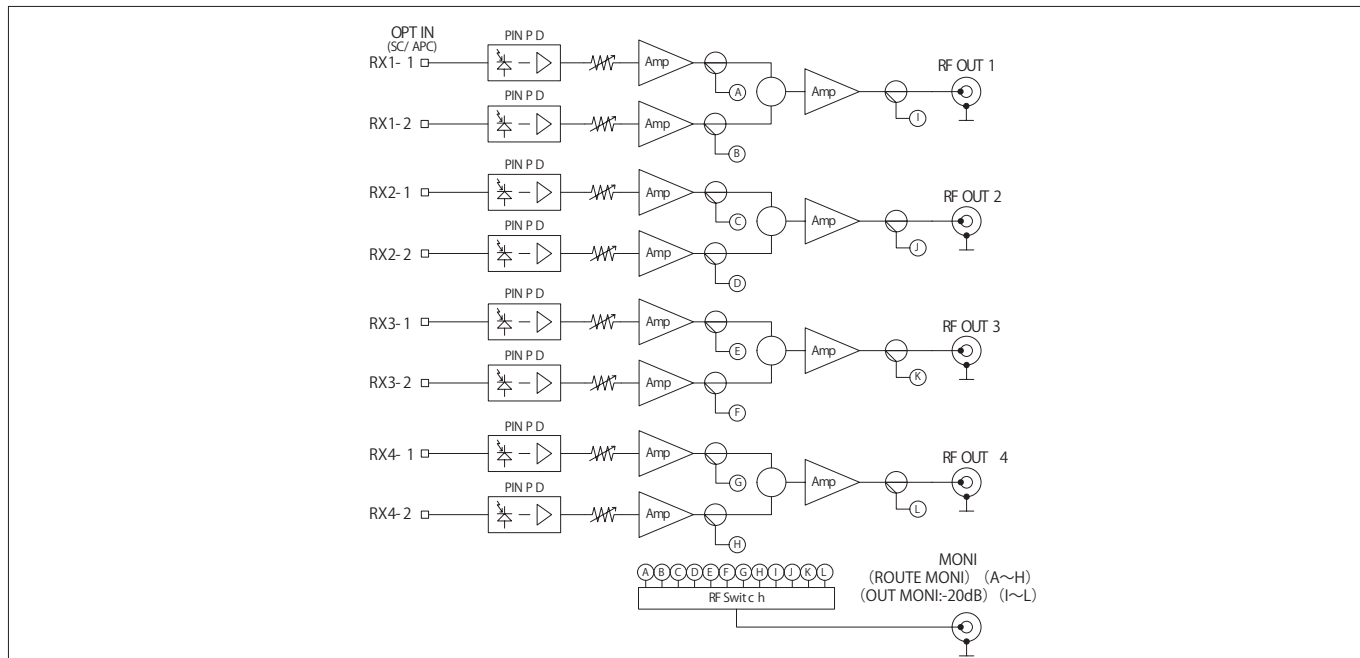 OPT IN
(SC/ APC)
PIN P D
RX1- 1
Amp
A
Amp
RF OUT 1
I
PIN P D
RX1- 2
Amp
B
PIN P D
RX2- 1
Amp
C
Amp
RF OUT 2
J
PIN P D
RX2- 2
Amp
D
PIN P D
RX3- 1
Amp
E
Amp
RF OUT 3
K
PIN P D
RX3- 2
Amp
F
PIN P D
RX4- 1
Amp
G
Amp
RF OUT 4
L
PIN P D
RX4- 2
Amp
H
A B C D E F G H I J K L
RF Switc h
MONI
(ROUTE MONI) (A～H)
(OUT MONI:-20dB) (I～L)